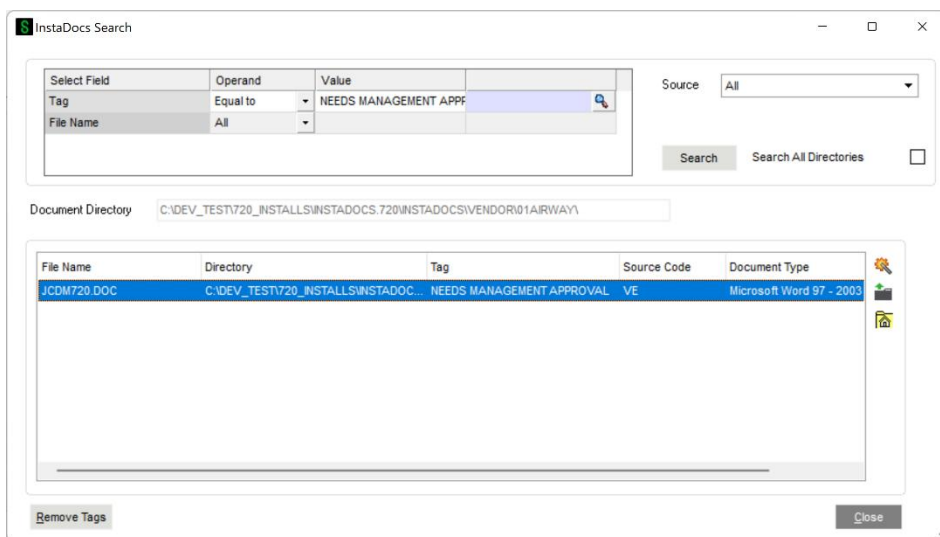 InstaDocs Search
Select Field Operand Value
Tag Equal to NEEDS MANAGEMENT APPR
File Name All
Source All
Search Search All Directories
Document Directory C:\DEV_TEST\720_INSTALLS\INSTADOCS.720\INSTADOCS\VENDOR\01AIRWAY\
File Name Directory Tag Source Code Document Type
JCDM720.DOC C:\DEV_TEST\720_INSTALLS\INSTADOC... NEEDS MANAGEMENT APPROVAL VE Microsoft Word 97 - 2003
Remove Tags Close